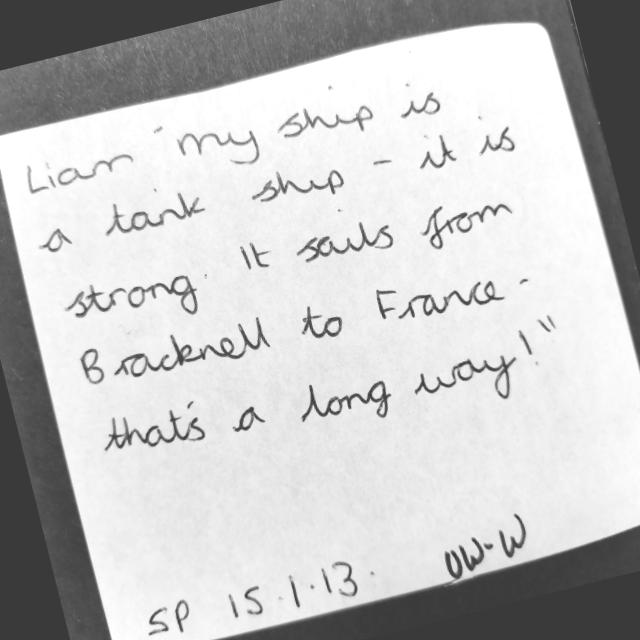 Liam "my ship is
a tank ship - it is
strong. It sails from
Bracknell to France -
that's a long way!"
SP 15.1.13. UW-W